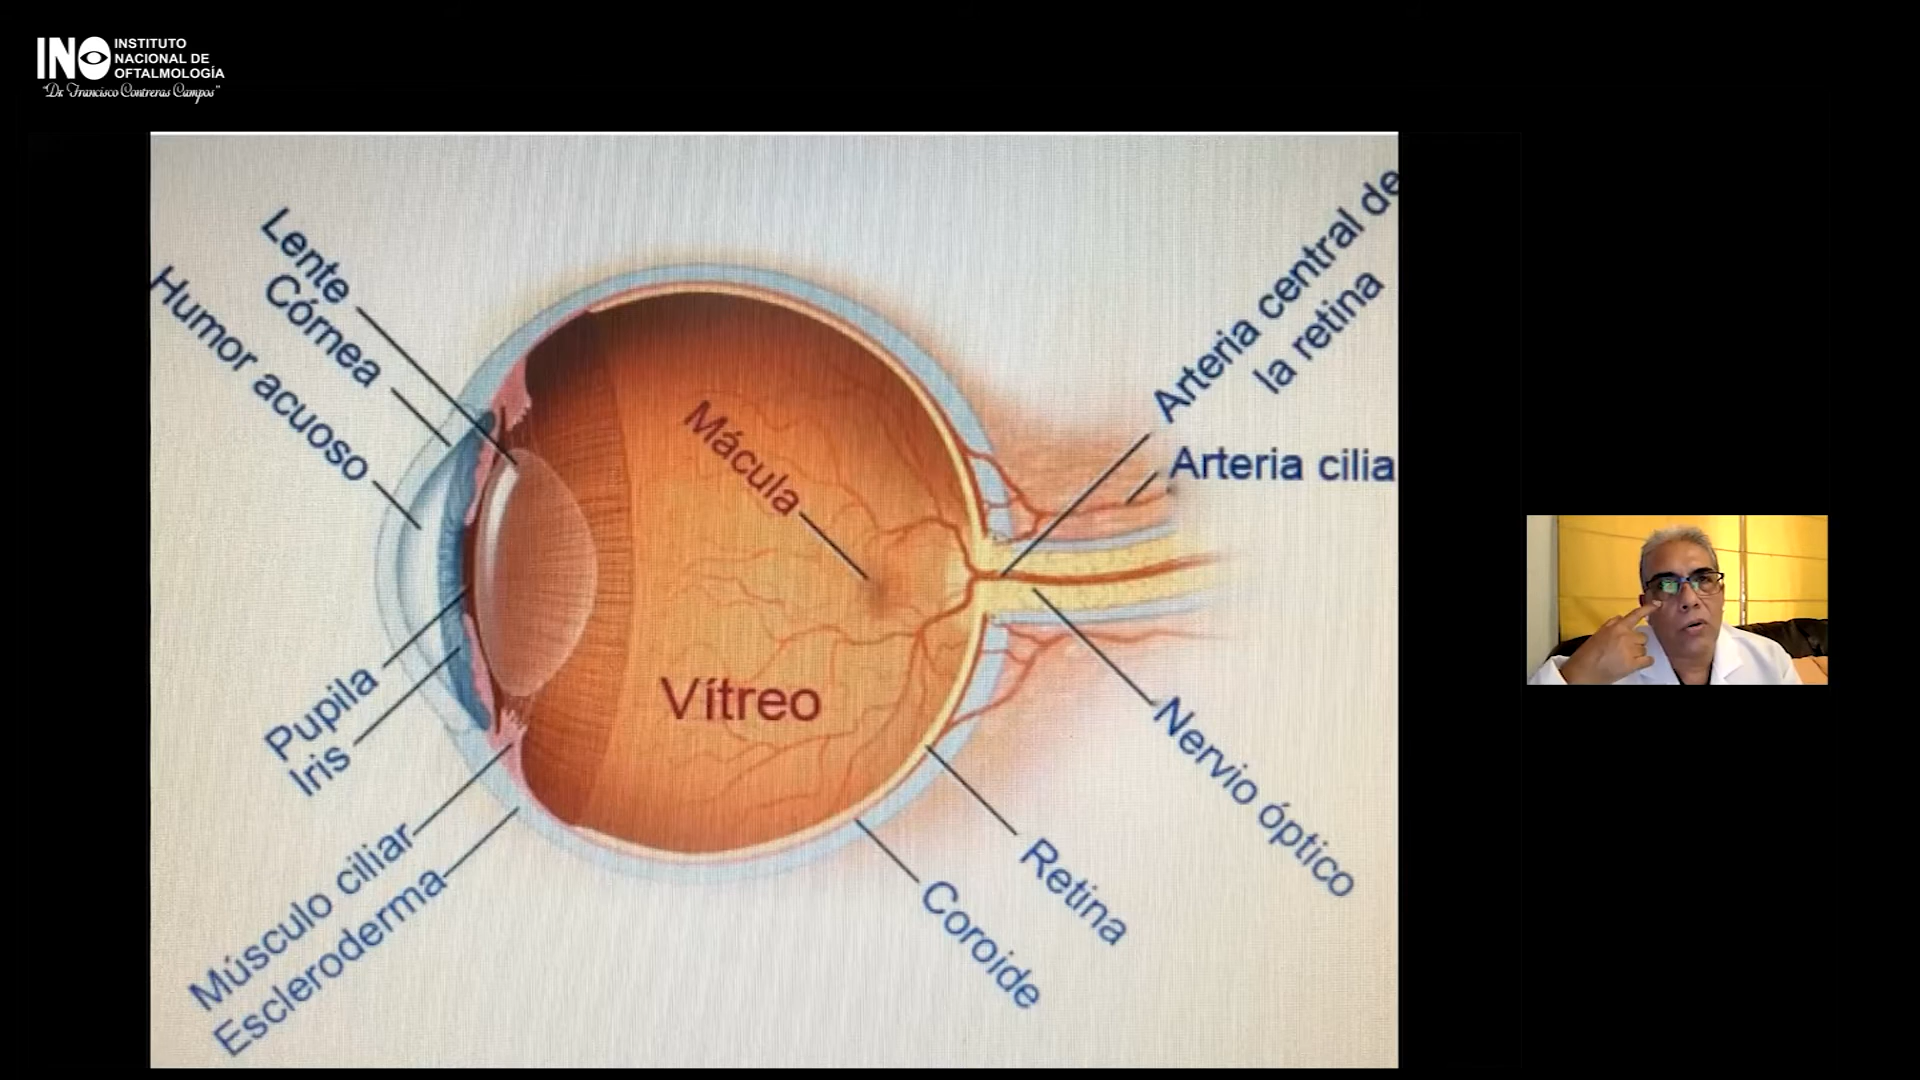 INO
INSTITUTO
NACIONAL DE
OFTALMOLOGÍA
"Dr. Francisco Contreras Campos"
Lente
Córnea
Humor acuoso
Mácula
Arteria central de
la retina
Arteria cilia
Vítreo
Pupila
Iris
Músculo ciliar
Escleroderma
Nervio óptico
Retina
Coroide